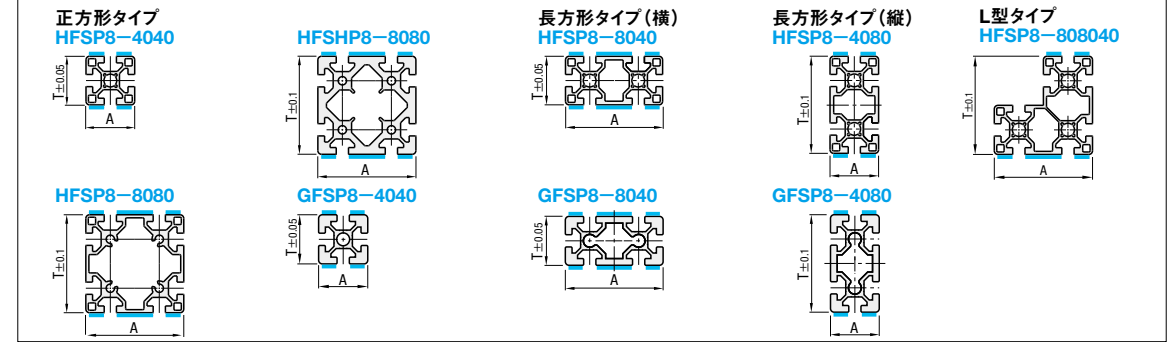 正方形タイプ
HFSP8−4040
T±0.05
A
HFSHP8−8080
T±0.1
A
長方形タイプ(横)
HFSP8−8040
T±0.05
A
長方形タイプ(縦)
HFSP8−4080
T±0.1
A
L型タイプ
HFSP8−808040
T±0.1
A
HFSP8−8080
T±0.1
A
GFSP8−4040
T±0.05
A
GFSP8−8040
T±0.05
A
GFSP8−4080
T±0.1
A